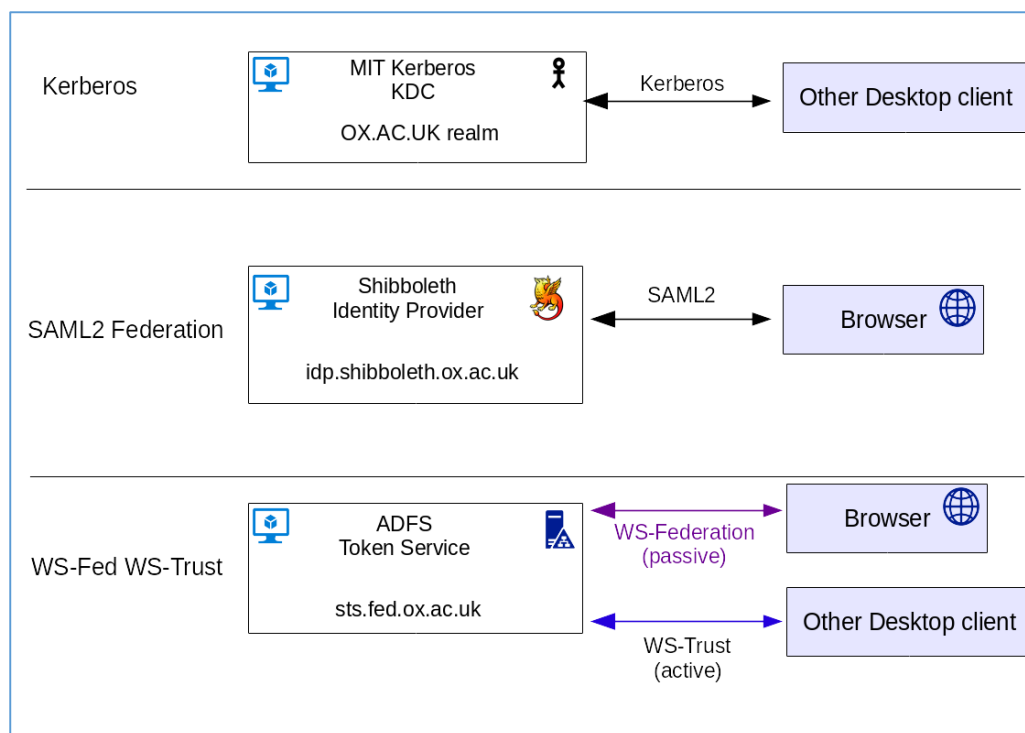 Kerberos
MIT Kerberos
KDC
OX.AC.UK realm
Kerberos
Other Desktop client
SAML2 Federation
Shibboleth
Identity Provider
idp.shibboleth.ox.ac.uk
SAML2
Browser
WS-Fed WS-Trust
ADFS
Token Service
sts.fed.ox.ac.uk
WS-Federation
(passive)
Browser
WS-Trust
(active)
Other Desktop client